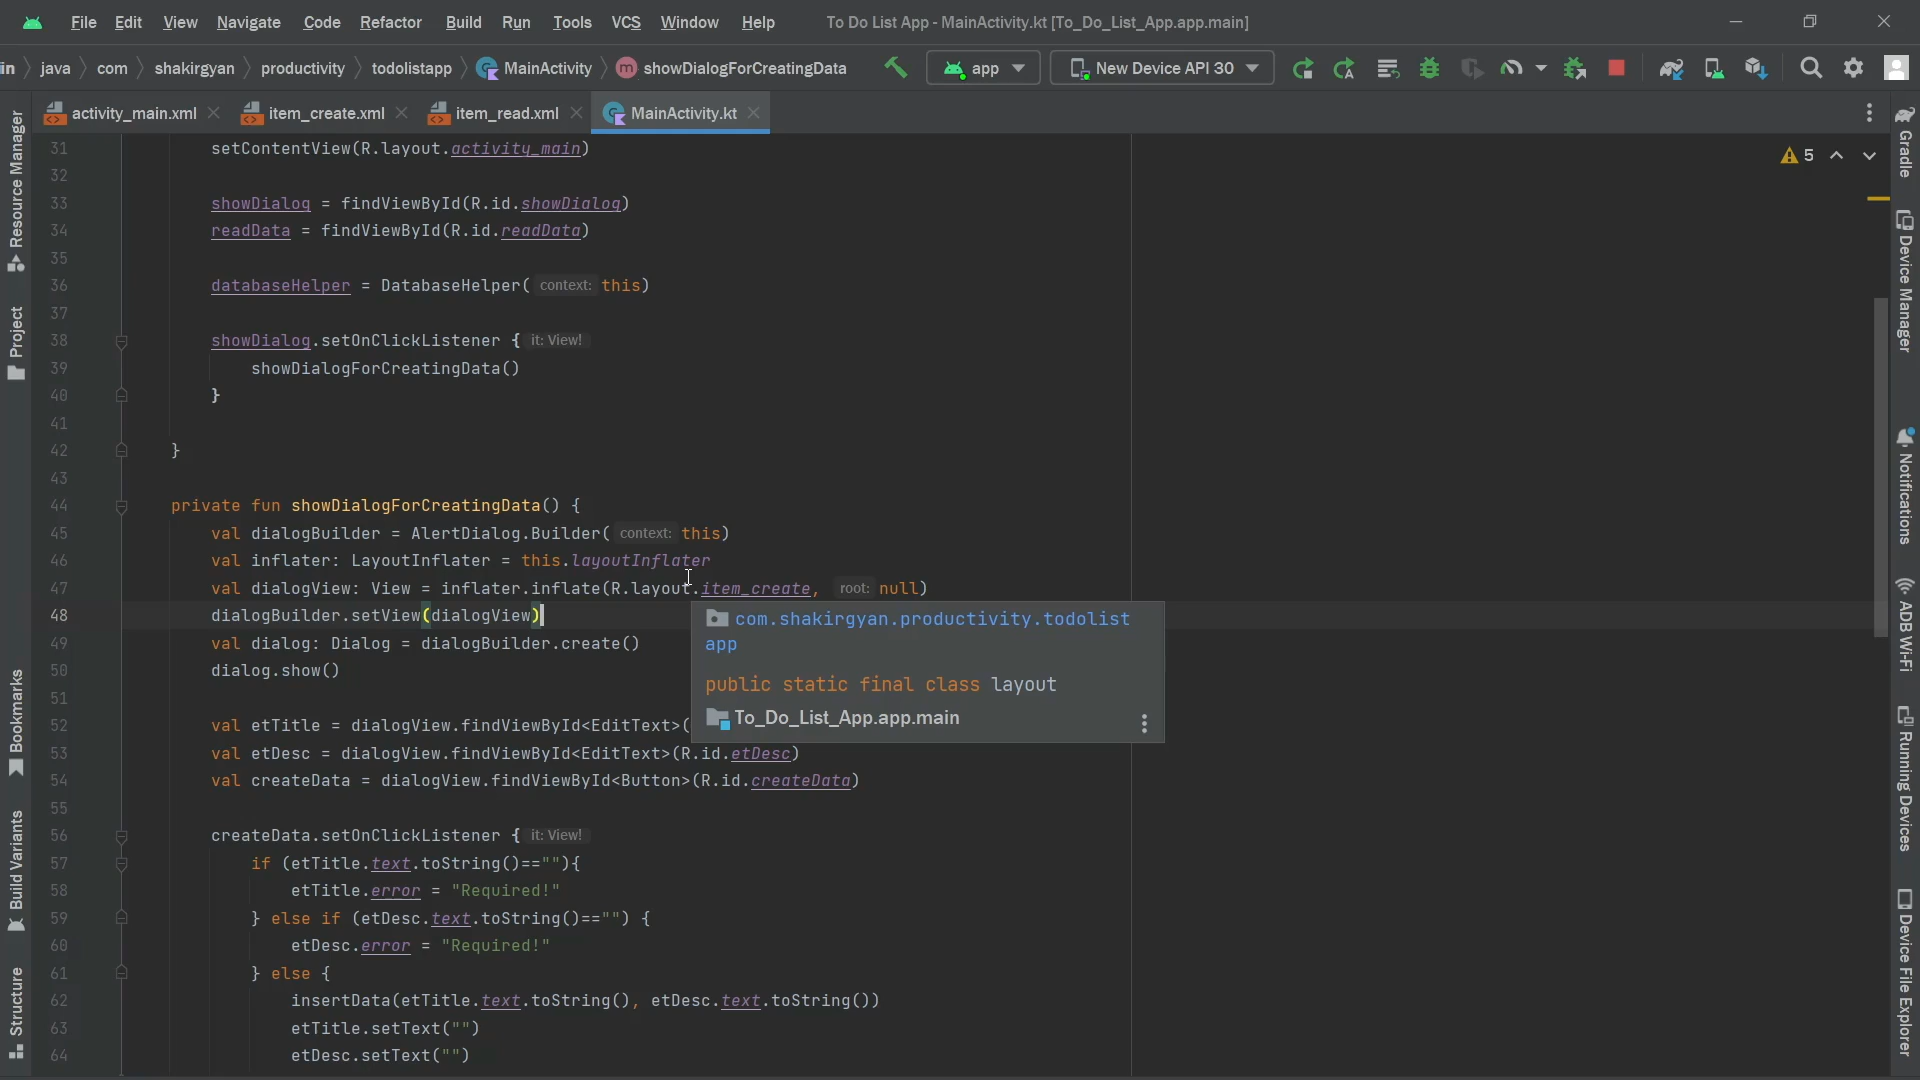 File Edit View Navigate Code Refactor Build Run Tools VCS Window Help To Do List App - MainActivity.kt [To_Do_List_App.app.main]
in java com shakirgyan productivity todolistapp MainActivity m showDialogForCreatingData app New Device API 30
activity_main.xml item_create.xml item_read.xml MainActivity.kt
5
31 setContentView(R.layout.activity_main)
32
33 showDialog = findViewById(R.id.showDialog)
34 readData = findViewById(R.id.readData)
35
36 databaseHelper = DatabaseHelper( context: this)
37
38 showDialog.setOnClickListener { it: View!
39 showDialogForCreatingData()
40 }
41
42 }
43
44 private fun showDialogForCreatingData() {
45 val dialogBuilder = AlertDialog.Builder( context: this)
46 val inflater: LayoutInflater = this.layoutInflater
47 val dialogView: View = inflater.inflate(R.layout.item_create, root: null)
48 dialogBuilder.setView(dialogView)
49 val dialog: Dialog = dialogBuilder.create()
50 dialog.show()
51
52 val etTitle = dialogView.findViewById<EditText>(
53 val etDesc = dialogView.findViewById<EditText>(R.id.etDesc)
54 val createData = dialogView.findViewById<Button>(R.id.createData)
55
56 createData.setOnClickListener { it: View!
57 if (etTitle.text.toString()==""){
58 etTitle.error = "Required!"
59 } else if (etDesc.text.toString()=="") {
60 etDesc.error = "Required!"
61 } else {
62 insertData(etTitle.text.toString(), etDesc.text.toString())
63 etTitle.setText("")
64 etDesc.setText("")
com.shakirgyan.productivity.todolist
app
public static final class layout
To_Do_List_App.app.main
Resource Manager
Project
Bookmarks
Build Variants
Structure
Gradle
Device Manager
Notifications
ADB Wi-Fi
Running Devices
Device File Explorer